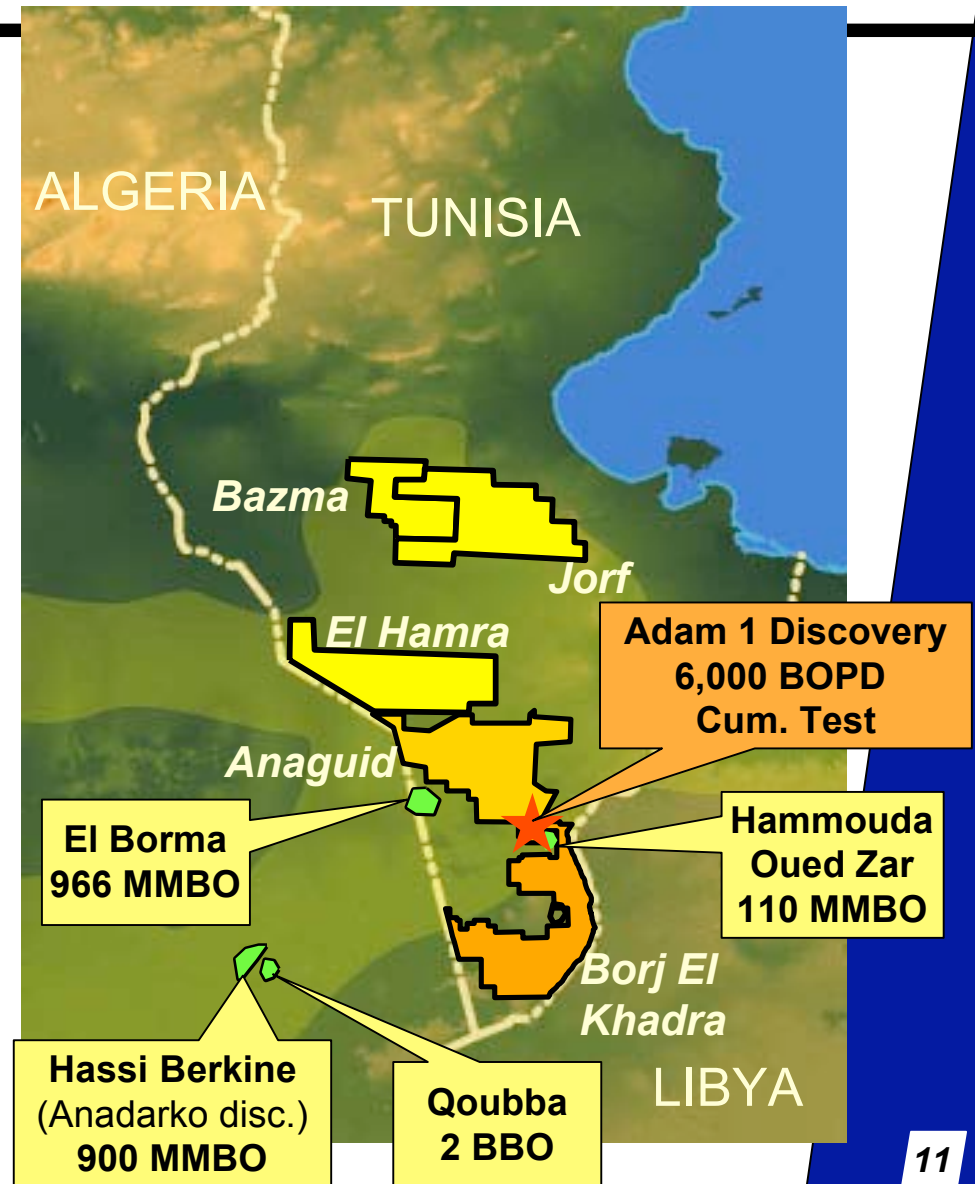 ALGERIA
TUNISIA
Bazma
Jorf
El Hamra
Adam 1 Discovery
6,000 BOPD
Cum. Test
Anaguid
El Borma
966 MMBO
Hammouda
Oued Zar
110 MMBO
Borj El
Khadra
Hassi Berkine
(Anadarko disc.)
900 MMBO
Qoubba
2 BBO
LIBYA
11